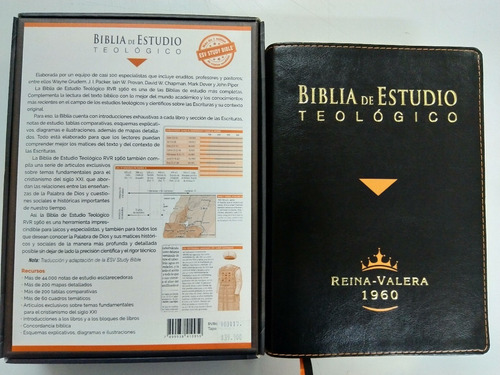 BIBLIA DE ESTUDIO
TEOLÓGICO
ESV STUDY BIBLE
Elaborada por un equipo de casi 100 especialistas que incluye eruditos, profesores y pastores,
entre ellos Wayne Grudem, J. I. Packer, Iain W. Provan, David W. Chapman, Mark Dever y John Piper.
La Biblia de Estudio Teológico RVR 1960 es una de las Biblias de estudio más completas.
Complementa la lectura del texto bíblico con lo mejor del mundo académico y los conocimientos
más recientes en el campo de los estudios teológicos y científicos sobre las Escrituras y su contexto
original.
Para eso, la Biblia cuenta con introducciones exhaustivas a cada libro y sección de las Escrituras,
notas de estudio, tablas comparativas, esquemas explicati-
vos, diagramas e ilustraciones, además de mapas detalla-
dos. Todo está elaborado para que los lectores puedan
comprender mejor los matices del texto y del contexto de
las Escrituras.
La Biblia de Estudio Teológico RVR 1960 también com-
pila una serie de artículos exclusivos
sobre temas fundamentales para el
cristianismo del siglo XXI, que abor-
dan las relaciones entre las enseñan-
zas de la Palabra de Dios y cuestio-
nes sociales e históricas importantes
de nuestro tiempo.
Así, la Biblia de Estudio Teológico
RVR 1960 es una herramienta impres-
cindible para laicos y especialistas, y también para todos los
que desean conocer la Palabra de Dios y sus matices históri-
cos y sociales de la manera más profunda y detallada
posible sin dejar de lado la precisión científica y el rigor técnico.
Nota: Traducción y adaptación de la ESV Study Bible.
Recursos
• Más de 44 000 notas de estudio esclarecedoras
• Más de 200 mapas detallados
• Más de 200 tablas comparativas
• Más de 80 cuadros temáticos
• Artículos exclusivos sobre temas fundamentales para
el cristianismo del siglo XXI
• Introducciones a los libros y a los bloques de libros
• Concordancia bíblica
• Esquemas explicativos, diagramas e ilustraciones.
BIBLIA DE ESTUDIO
TEOLÓGICO
REINA-VALERA
1960